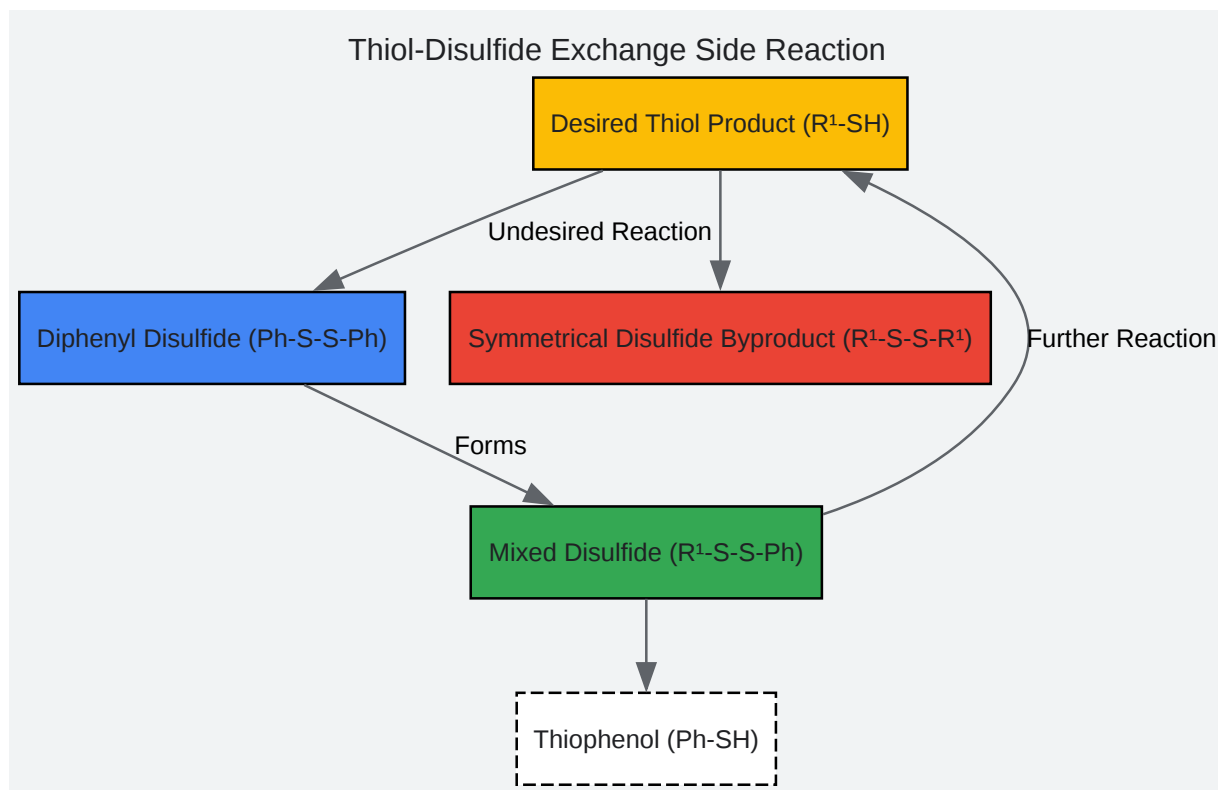 Thiol-Disulfide Exchange Side Reaction
Desired Thiol Product (R¹-SH)
Undesired Reaction
Diphenyl Disulfide (Ph-S-S-Ph)
Symmetrical Disulfide Byproduct (R¹-S-S-R¹)
Further Reaction
Forms
Mixed Disulfide (R¹-S-S-Ph)
Thiophenol (Ph-SH)